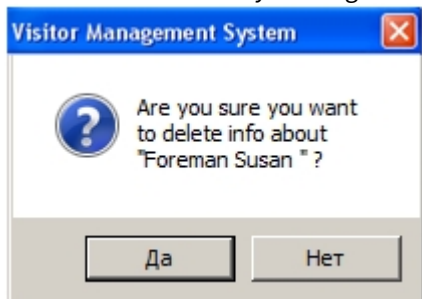 Visitor Management System
Are you sure you want
to delete info about
"Foreman Susan " ?
Да
Нет